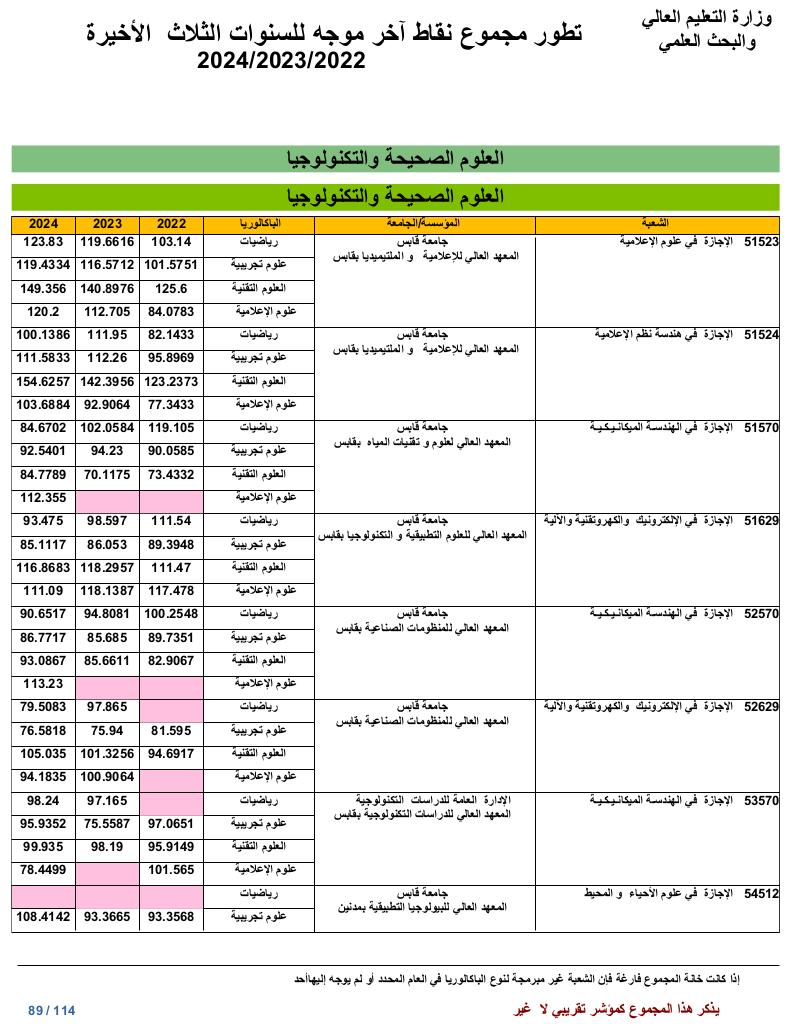 وزارة التعليم العالي
والبحث العلمي
تطور مجموع نقاط آخر موجه للسنوات الثلاث الأخيرة
2024/2023/2022
العلوم الصحيحة والتكنولوجيا
العلوم الصحيحة والتكنولوجيا
الشعبة المؤسسة/الجامعة الباكالوريا 2022 2023 2024
51523 الإجازة في علوم الإعلامية جامعة قابس رياضيات 103.14 119.6616 123.83
المعهد العالي للإعلامية و الملتيميديا بقابس علوم تجريبية 101.5751 116.5712 119.4334
العلوم التقنية 125.6 140.8976 149.356
علوم الإعلامية 84.0783 112.705 120.2
51524 الإجازة في هندسة نظم الإعلامية جامعة قابس رياضيات 82.1433 111.95 100.1386
المعهد العالي للإعلامية و الملتيميديا بقابس علوم تجريبية 95.8969 112.26 111.5833
العلوم التقنية 123.2373 142.3956 154.6257
علوم الإعلامية 77.3433 92.9064 103.6884
51570 الإجازة في الهندسة الميكانيكية جامعة قابس رياضيات 119.105 102.0584 84.6702
المعهد العالي لعلوم و تقنيات المياه بقابس علوم تجريبية 90.0585 94.23 92.5401
العلوم التقنية 73.4332 70.1175 84.7789
علوم الإعلامية 112.355
51629 الإجازة في الإلكترونيك والكهروتقنية والآلية جامعة قابس رياضيات 111.54 98.597 93.475
المعهد العالي للعلوم التطبيقية و التكنولوجيا بقابس علوم تجريبية 89.3948 86.053 85.1117
العلوم التقنية 111.47 118.2957 116.8683
علوم الإعلامية 117.478 118.1387 111.09
52570 الإجازة في الهندسة الميكانيكية جامعة قابس رياضيات 100.2548 94.8081 90.6517
المعهد العالي للمنظومات الصناعية بقابس علوم تجريبية 89.7351 85.685 86.7717
العلوم التقنية 82.9067 85.6611 93.0867
علوم الإعلامية 113.23
52629 الإجازة في الإلكترونيك والكهروتقنية والآلية جامعة قابس رياضيات 97.865 79.5083
المعهد العالي للمنظومات الصناعية بقابس علوم تجريبية 81.595 75.94 76.5818
العلوم التقنية 94.6917 101.3256 105.035
علوم الإعلامية 100.9064 94.1835
53570 الإجازة في الهندسة الميكانيكية الإدارة العامة للدراسات التكنولوجية رياضيات 97.165 98.24
المعهد العالي للدراسات التكنولوجية بقابس علوم تجريبية 97.0651 75.5587 95.9352
العلوم التقنية 95.9149 98.19 99.935
علوم الإعلامية 101.565 78.4499
54512 الإجازة في علوم الأحياء و المحيط جامعة قابس رياضيات
المعهد العالي للبيولوجيا التطبيقية بمدنين علوم تجريبية 93.3568 93.3665 108.4142
إذا كانت خانة المجموع فارغة فإن الشعبة غير مبرمجة لنوع الباكالوريا في العام المحدد أو لم يوجه إليهاأحد
يذكر هذا المجموع كمؤشر تقريبي لا غير
89 / 114